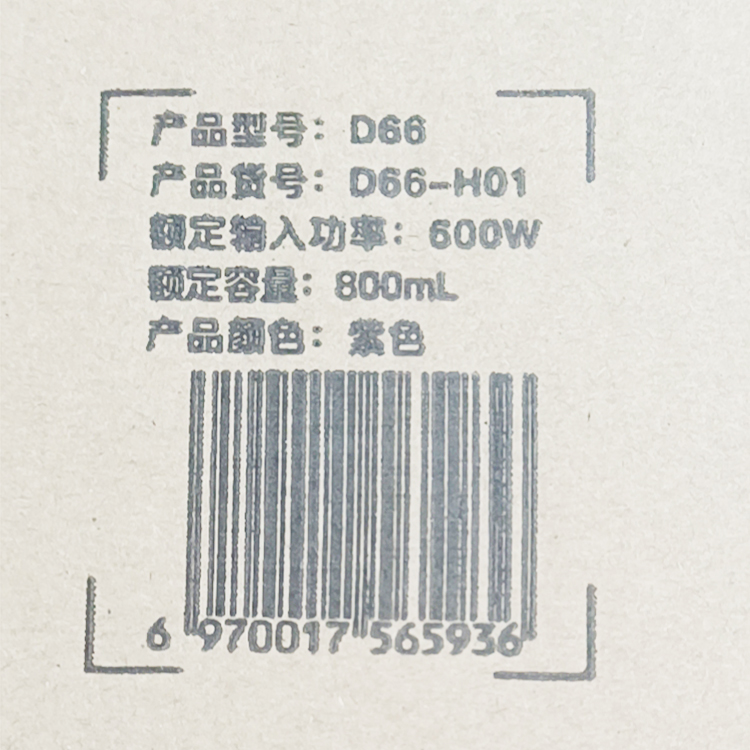 产品型号：D66
产品货号：D66-H01
额定输入功率：600W
额定容量：800mL
产品颜色：紫色
6 970017 565936